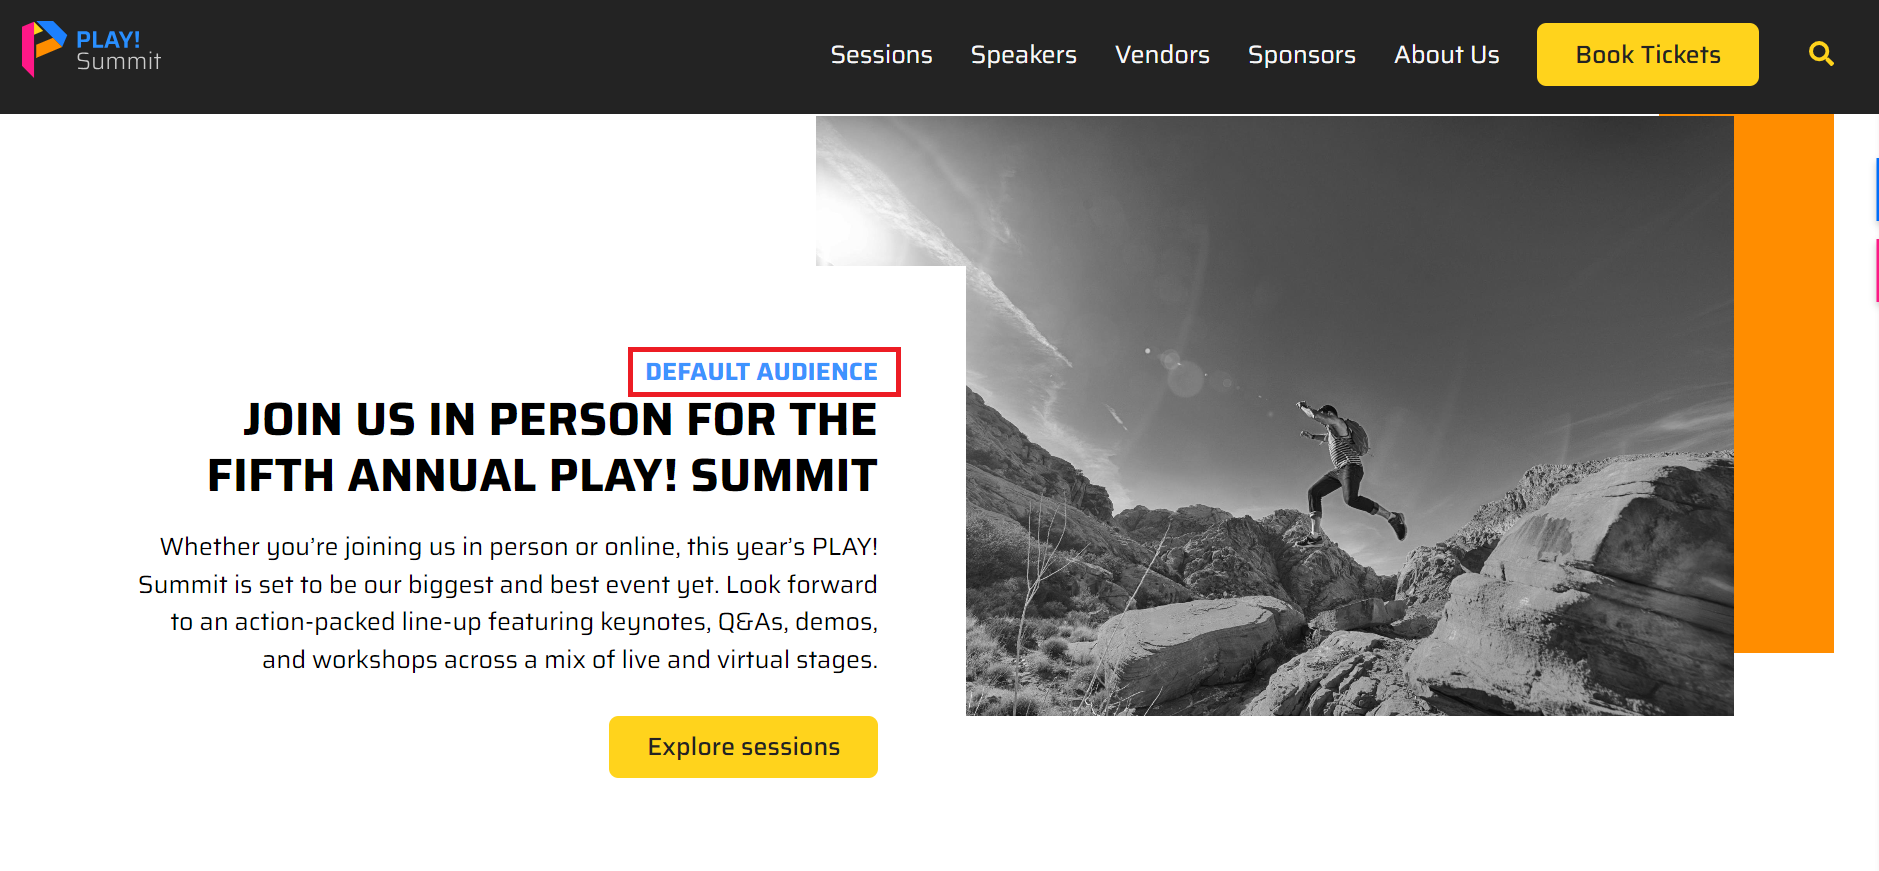 PLAY!
Summit
Sessions Speakers Vendors Sponsors About Us Book Tickets
DEFAULT AUDIENCE
JOIN US IN PERSON FOR THE
FIFTH ANNUAL PLAY! SUMMIT
Whether you’re joining us in person or online, this year’s PLAY!
Summit is set to be our biggest and best event yet. Look forward
to an action-packed line-up featuring keynotes, Q&As, demos,
and workshops across a mix of live and virtual stages.
Explore sessions